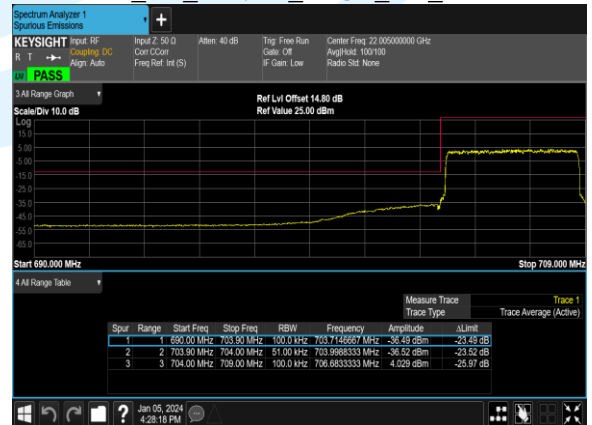 Spectrum Analyzer 1
Spurious Emissions
+
KEYSIGHT Input: RF Input Z: 50 Ω Atten: 40 dB Trig: Free Run Center Freq: 22.005000000 GHz
R T Coupling: DC Corr CCorr Gate: Off Avg|Hold: 100/100
Align: Auto Freq Ref: Int (S) IF Gain: Low Radio Std: None
LV PASS
3 All Range Graph
Ref Lvl Offset 14.80 dB
Scale/Div 10.0 dB Ref Value 25.00 dBm
Log
15.0
5.00
-5.00
-15.0
-25.0
-35.0
-45.0
-55.0
-65.0
Start 690.000 MHz Stop 709.000 MHz
4 All Range Table
Measure Trace Trace 1
Trace Type Trace Average (Active)
Spur Range Start Freq Stop Freq RBW Frequency Amplitude ΔLimit
1 1 690.00 MHz 703.90 MHz 100.0 kHz 703.7146667 MHz -36.49 dBm -23.49 dB
2 2 703.90 MHz 704.00 MHz 51.00 kHz 703.9988333 MHz -36.52 dBm -23.52 dB
3 3 704.00 MHz 709.00 MHz 100.0 kHz 706.6833333 MHz 4.029 dBm -25.97 dB
?
Jan 05, 2024
4:28:18 PM